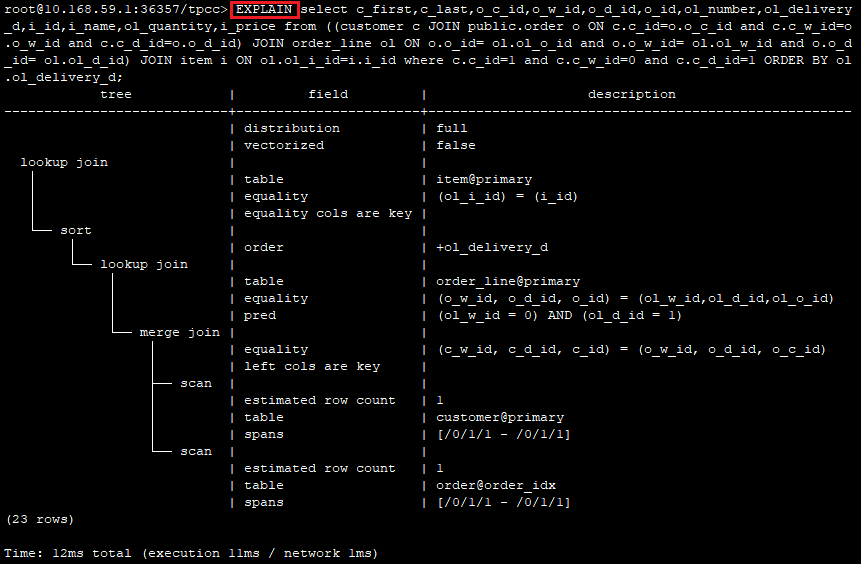 root@10.168.59.1:36357/tpcc> EXPLAIN select c_first,c_last,o_c_id,o_w_id,o_d_id,o_id,ol_number,ol_delivery
_d,i_id,i_name,ol_quantity,i_price from ((customer c JOIN public.order o ON c.c_id=o.o_c_id and c.c_w_id=o
.o_w_id and c.c_d_id=o.o_d_id) JOIN order_line ol ON o.o_id= ol.ol_o_id and o.o_w_id= ol.ol_w_id and o.o_d
_id= ol.ol_d_id) JOIN item i ON ol.ol_i_id=i.i_id where c.c_id=1 and c.c_w_id=0 and c.c_d_id=1 ORDER BY ol
.ol_delivery_d;
tree | field | description
| distribution | full
| vectorized | false
lookup join | |
| table | item@primary
| equality | (ol_i_id) = (i_id)
| equality cols are key |
sort | |
| order | +ol_delivery_d
lookup join | |
| table | order_line@primary
| equality | (o_w_id, o_d_id, o_id) = (ol_w_id,ol_d_id,ol_o_id)
| pred | (ol_w_id = 0) AND (ol_d_id = 1)
merge join | |
| equality | (c_w_id, c_d_id, c_id) = (o_w_id, o_d_id, o_c_id)
| left cols are key |
scan | |
| estimated row count | 1
| table | customer@primary
| spans | [/0/1/1 - /0/1/1]
scan | |
| estimated row count | 1
| table | order@order_idx
| spans | [/0/1/1 - /0/1/1]
(23 rows)
Time: 12ms total (execution 11ms / network 1ms)